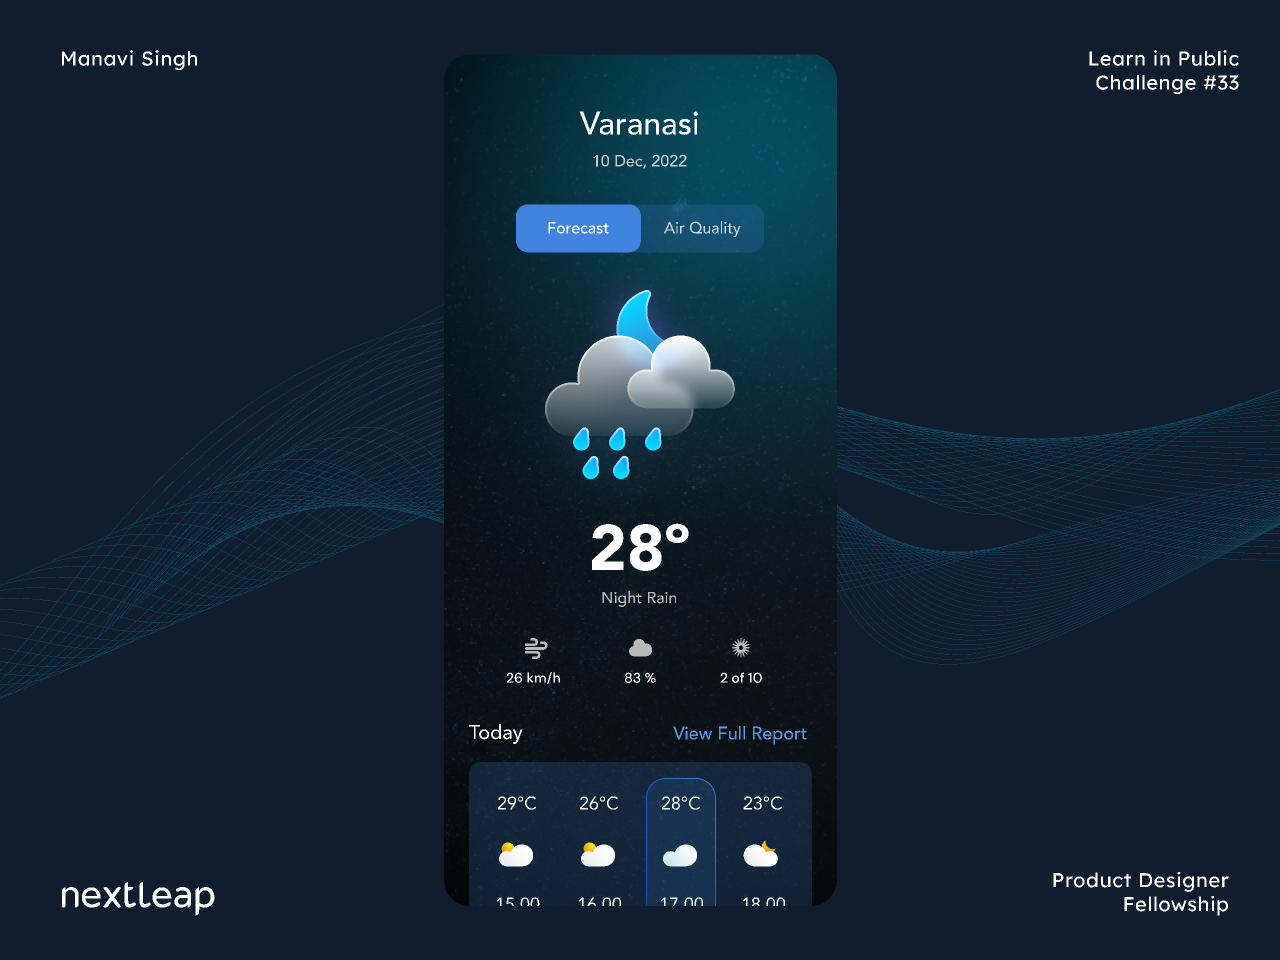 Manavi Singh
Learn in Public
Challenge #33
Varanasi
10 Dec, 2022
Forecast
Air Quality
28°
Night Rain
26 km/h
83 %
2 of 10
Today
View Full Report
29°C
26°C
28°C
23°C
15.00
16.00
17.00
18.00
nextleap
Product Designer
Fellowship